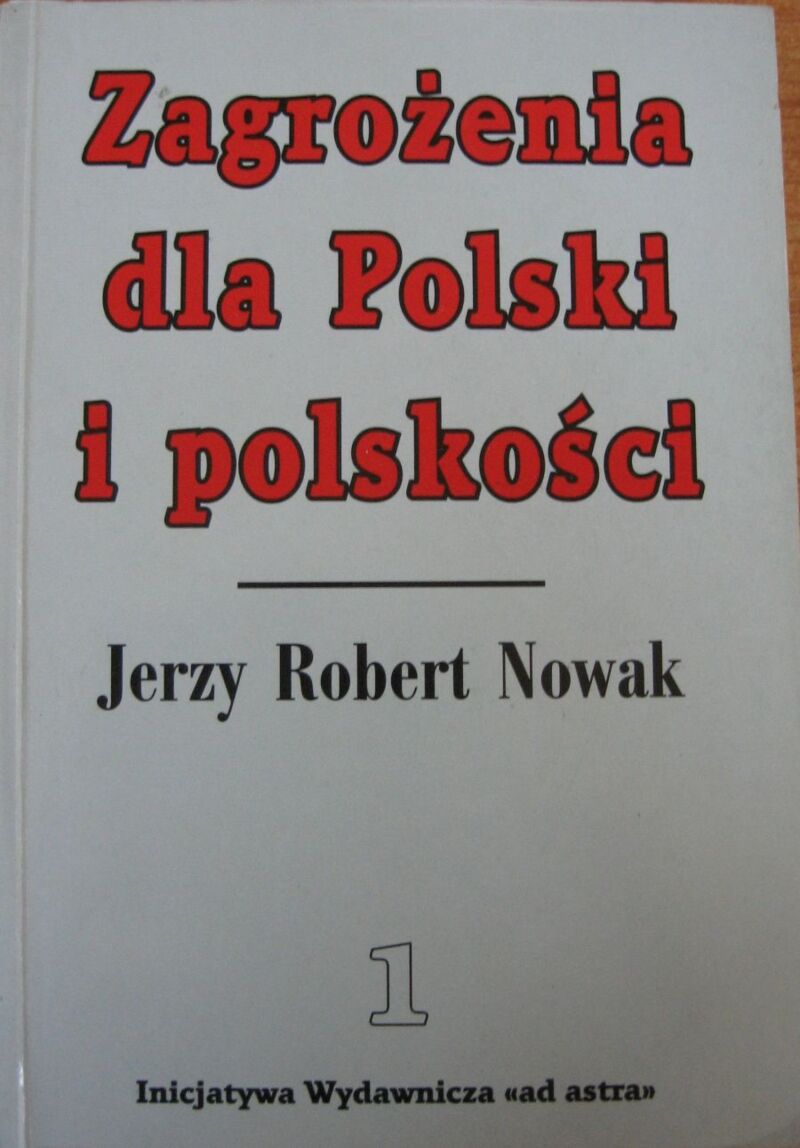 Zagrożenia
dla Polski
i polskości
Jerzy Robert Nowak
1
Inicjatywa Wydawnicza «ad astra»